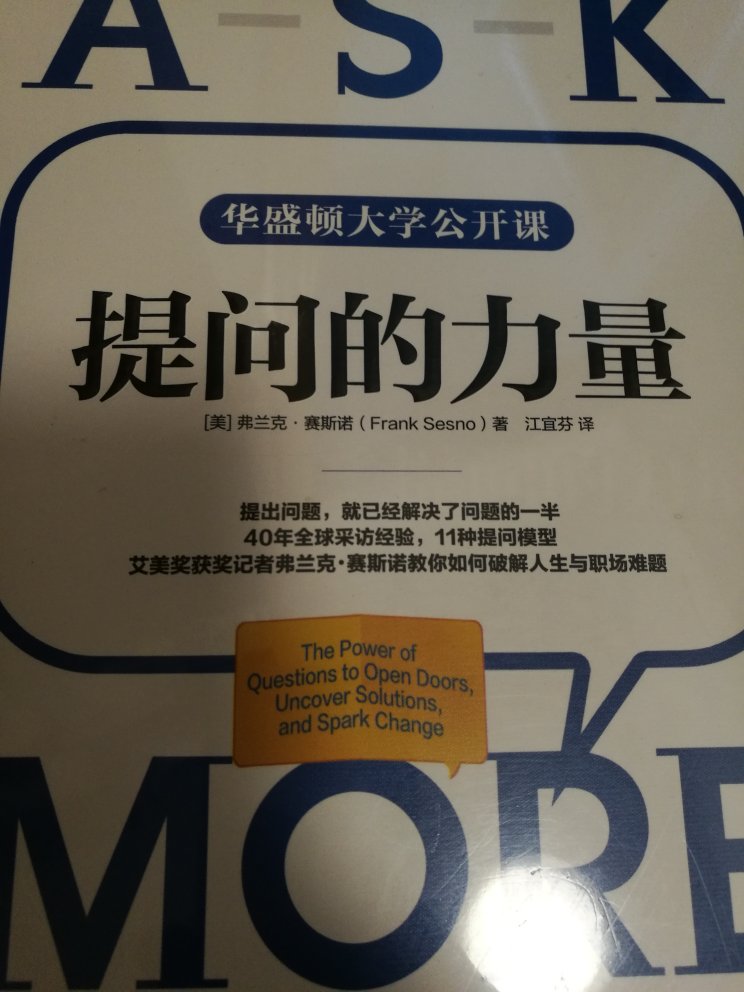 A-S-K
华盛顿大学公开课
提问的力量
[美] 弗兰克·赛斯诺（Frank Sesno）著 江宜芬 译
提出问题，就已经解决了问题的一半
40年全球采访经验，11种提问模型
艾美奖获奖记者弗兰克·赛斯诺教你如何破解人生与职场难题
The Power of
Questions to Open Doors,
Uncover Solutions,
and Spark Change
MORE